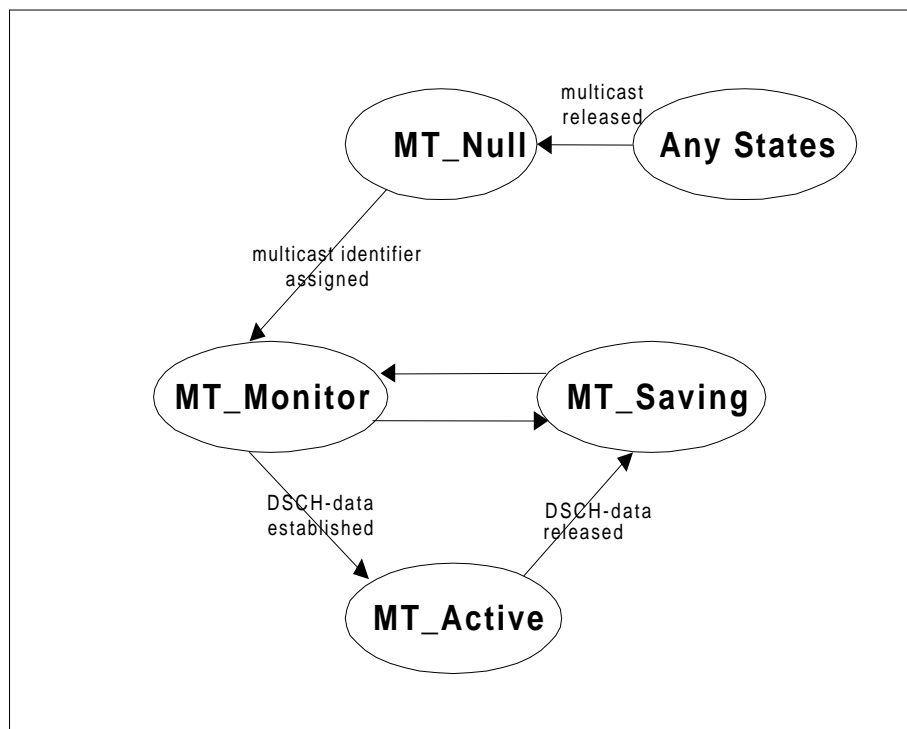 multicast
released
MT_Null
Any States
multicast identifier
assigned
MT_Monitor
MT_Saving
DSCH-data
established
DSCH-data
released
MT_Active